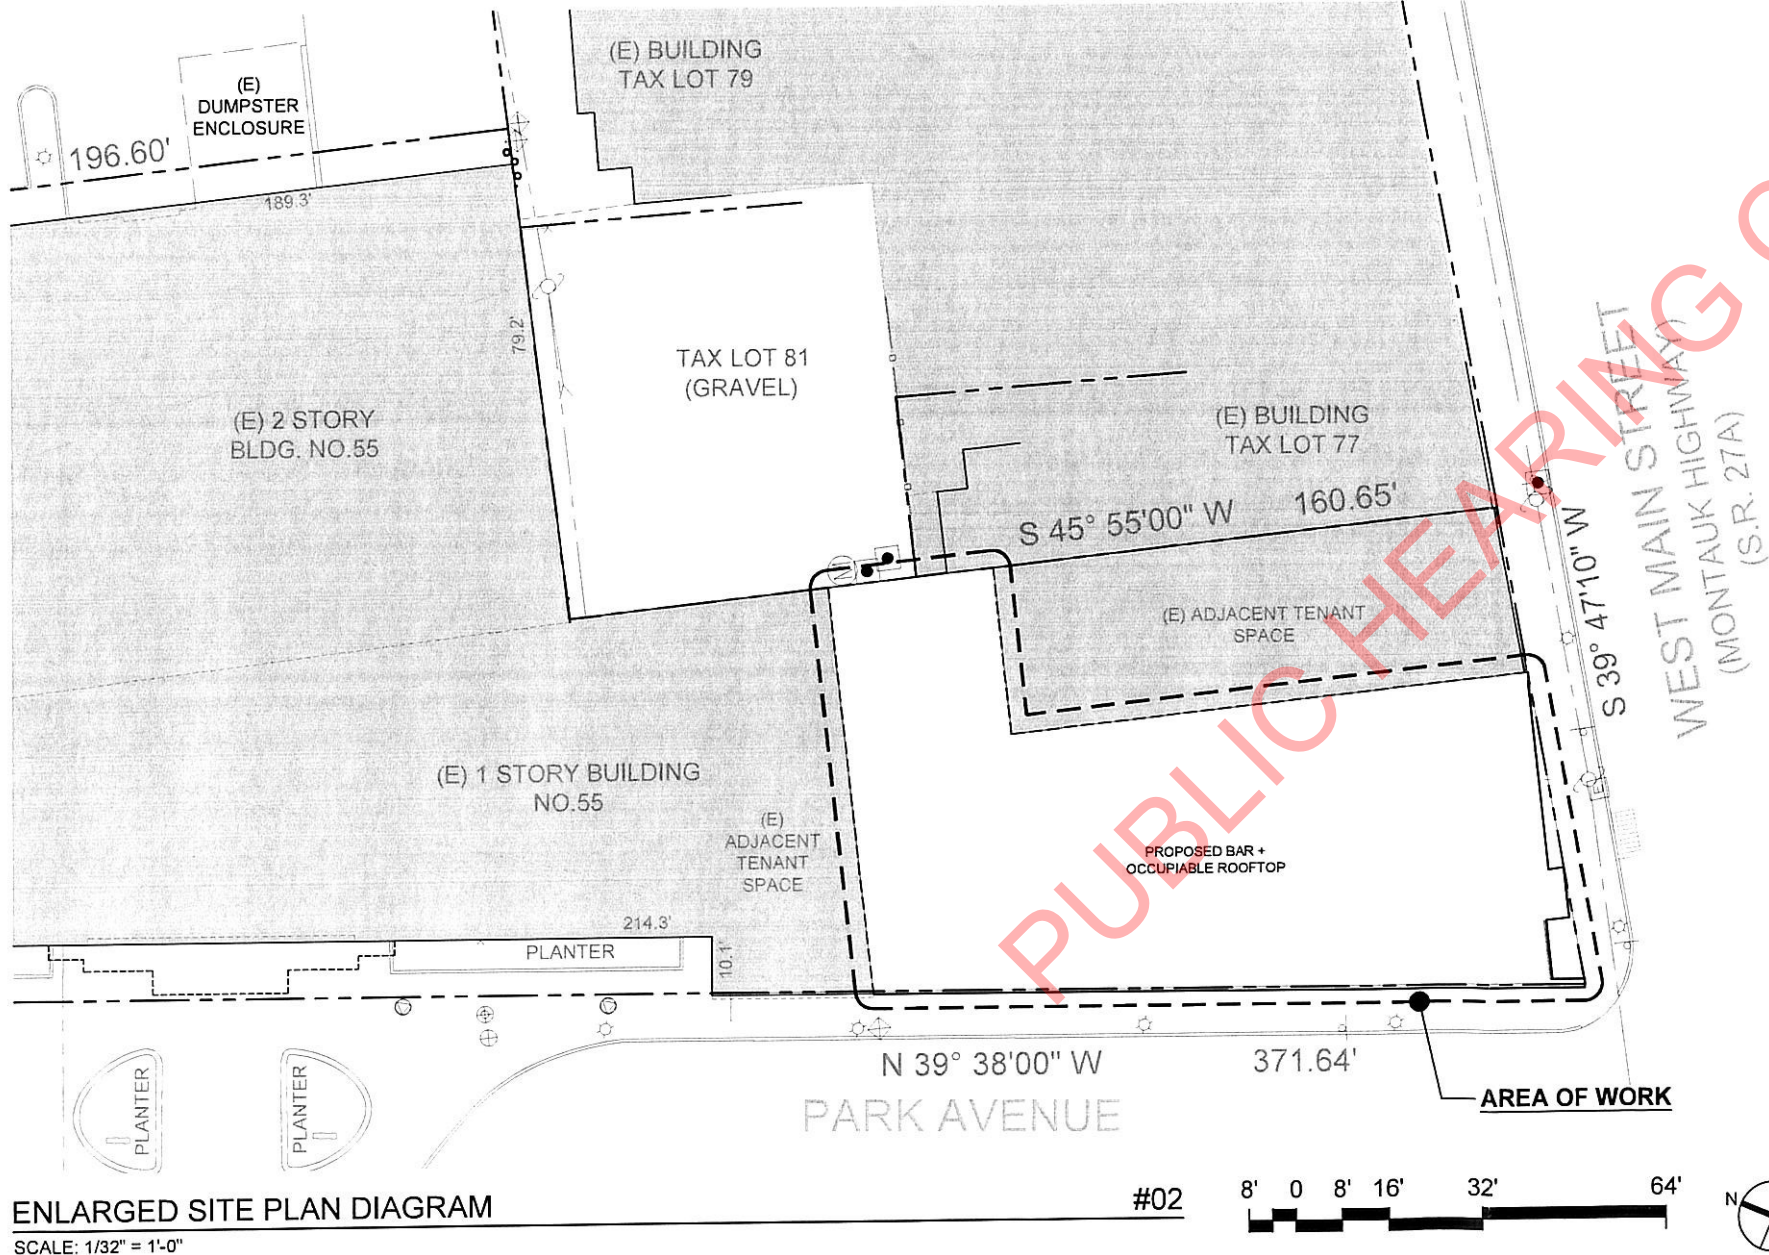 (E) BUILDING
TAX LOT 79
(E)
DUMPSTER
ENCLOSURE
196.60'
189.3'
79.2'
TAX LOT 81
(GRAVEL)
(E) 2 STORY
BLDG. NO.55
(E) BUILDING
TAX LOT 77
S 45° 55'00" W
160.65'
S 39° 47'10" W
WEST MAIN STREET
(MONTAUK HIGHWAY)
(S.R. 27A)
(E) ADJACENT TENANT
SPACE
(E) 1 STORY BUILDING
NO.55
(E)
ADJACENT
TENANT
SPACE
PROPOSED BAR +
OCCUPIABLE ROOFTOP
214.3'
10.1'
PLANTER
PLANTER
PLANTER
N 39° 38'00" W
371.64'
PARK AVENUE
AREA OF WORK
PUBLIC HEARING
ENLARGED SITE PLAN DIAGRAM
#02
SCALE: 1/32" = 1'-0"
8' 0 8' 16' 32' 64'
N